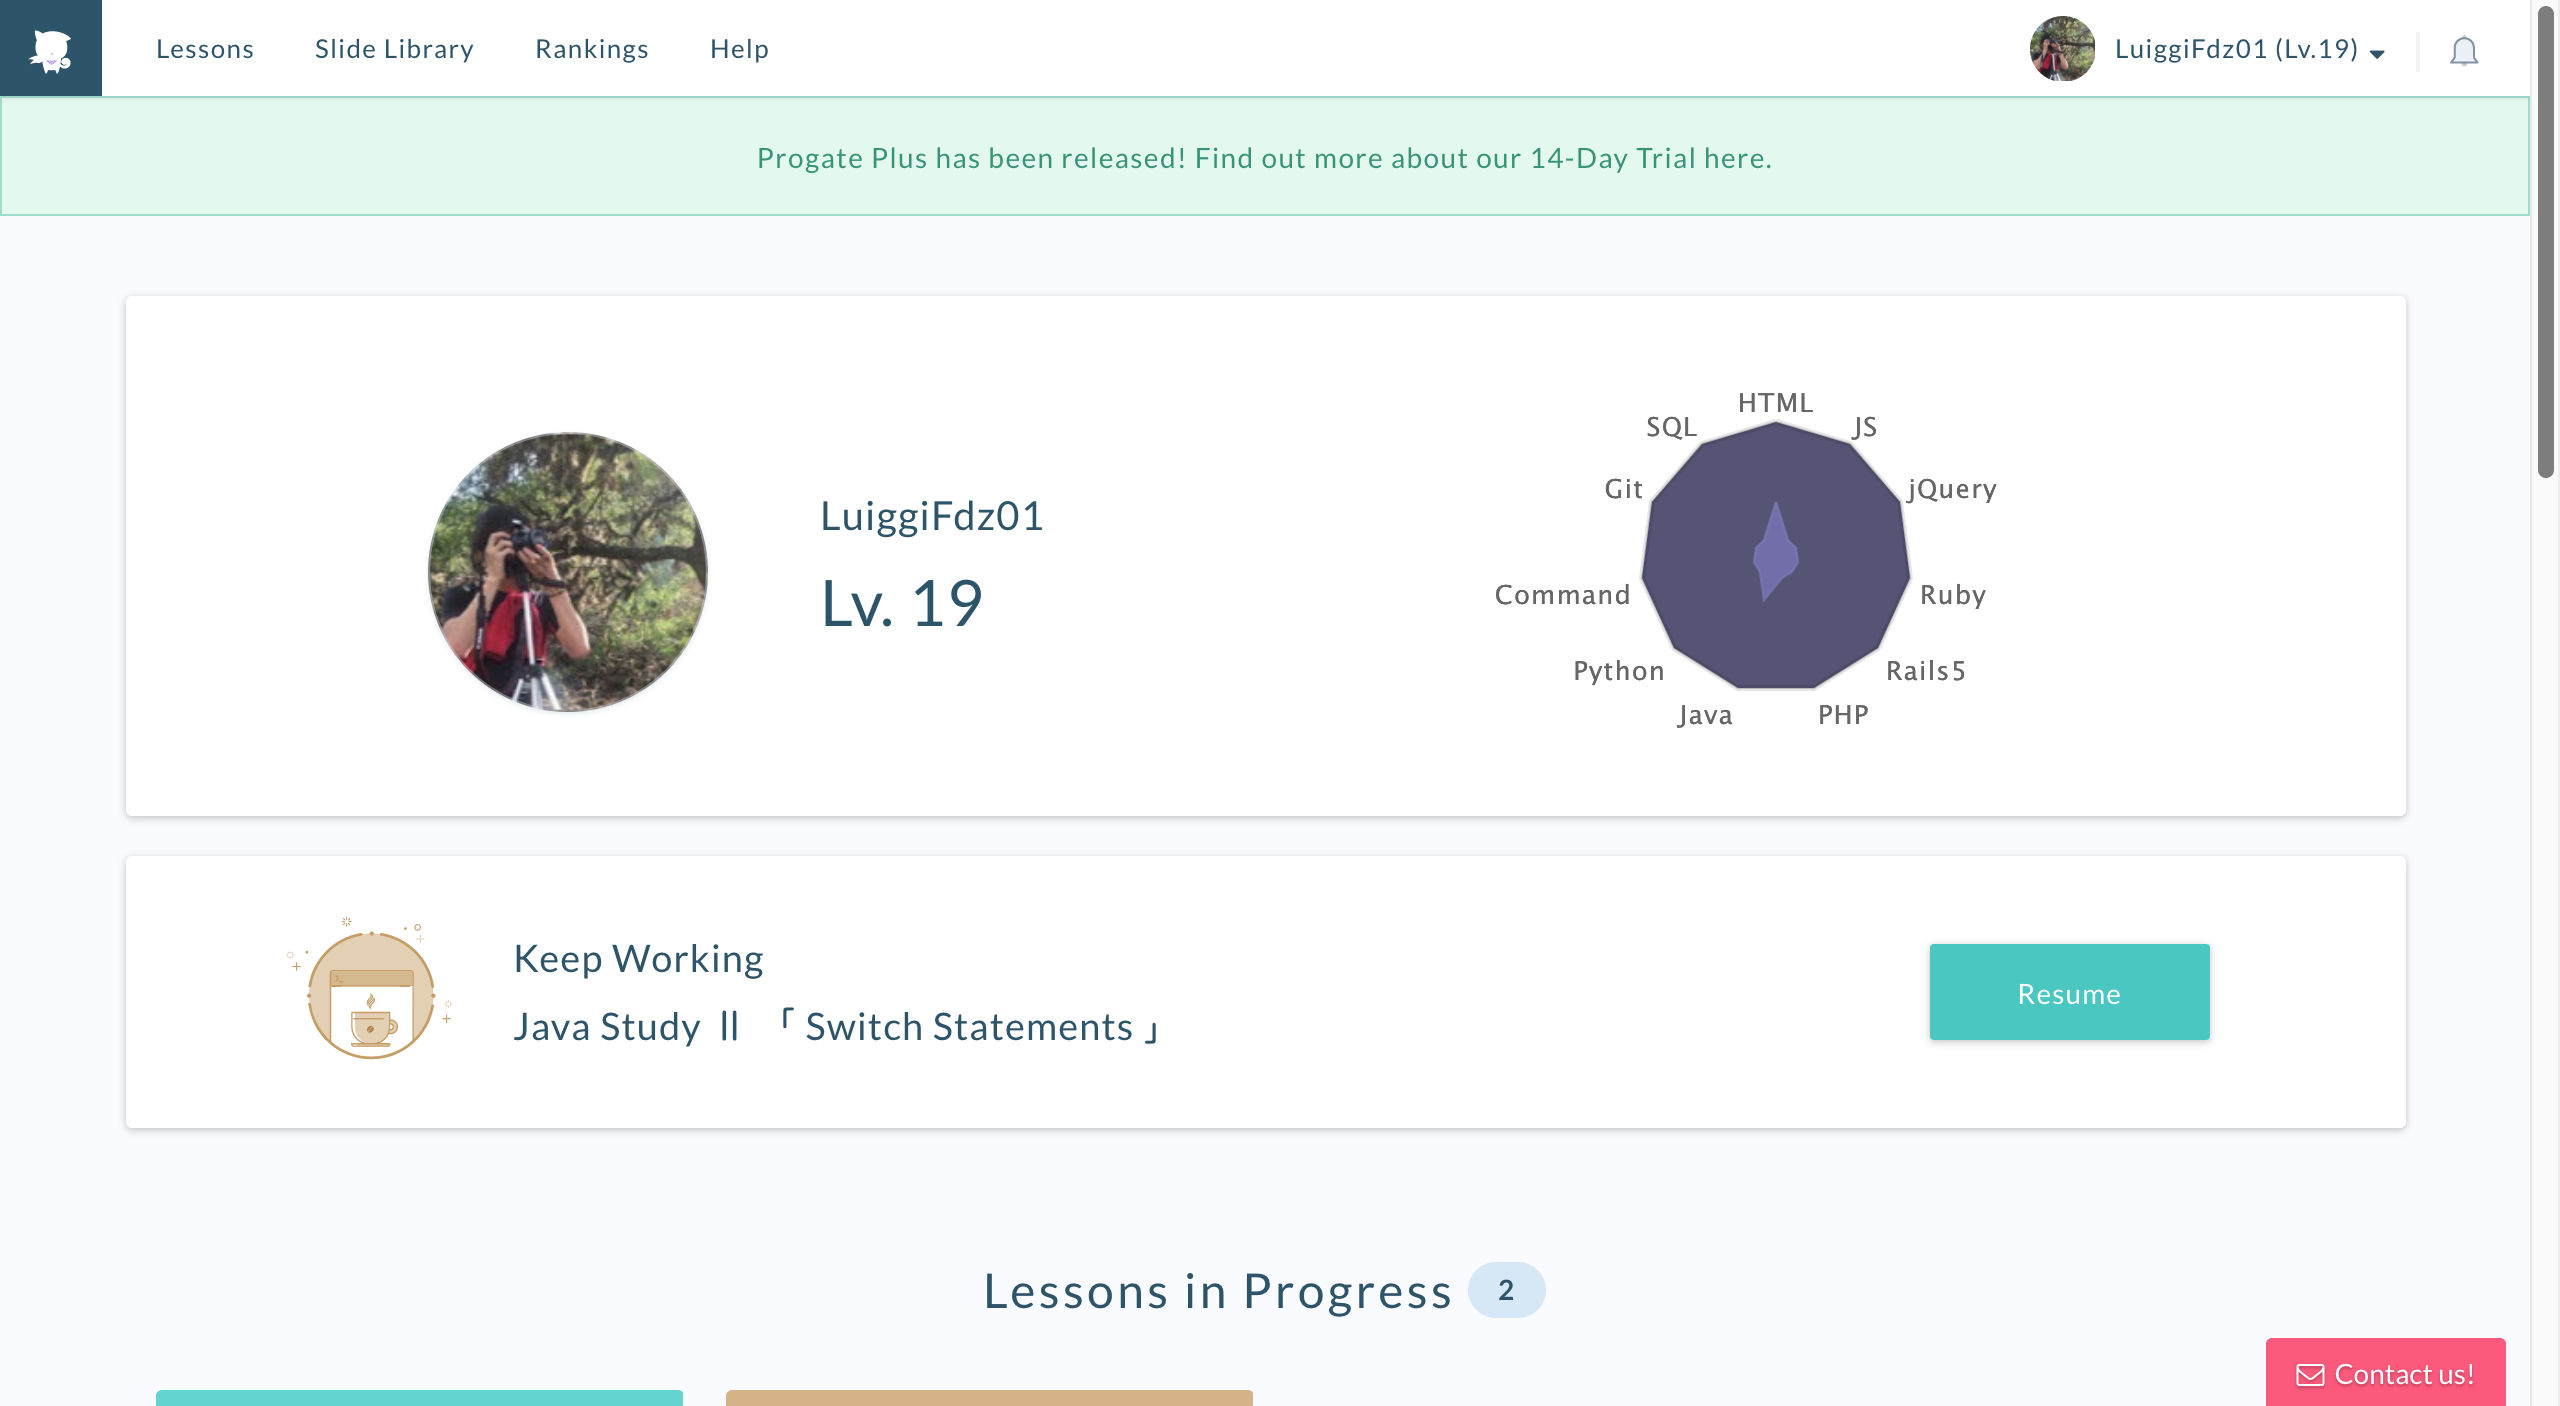 Lessons
Slide Library
Rankings
Help
LuiggiFdz01 (Lv.19)
Progate Plus has been released! Find out more about our 14-Day Trial here.
LuiggiFdz01
Lv. 19
HTML
JS
jQuery
Ruby
Rails5
PHP
Java
Python
Command
Git
SQL
Keep Working
Java Study Ⅱ 「 Switch Statements 」
Resume
Lessons in Progress 2
Contact us!